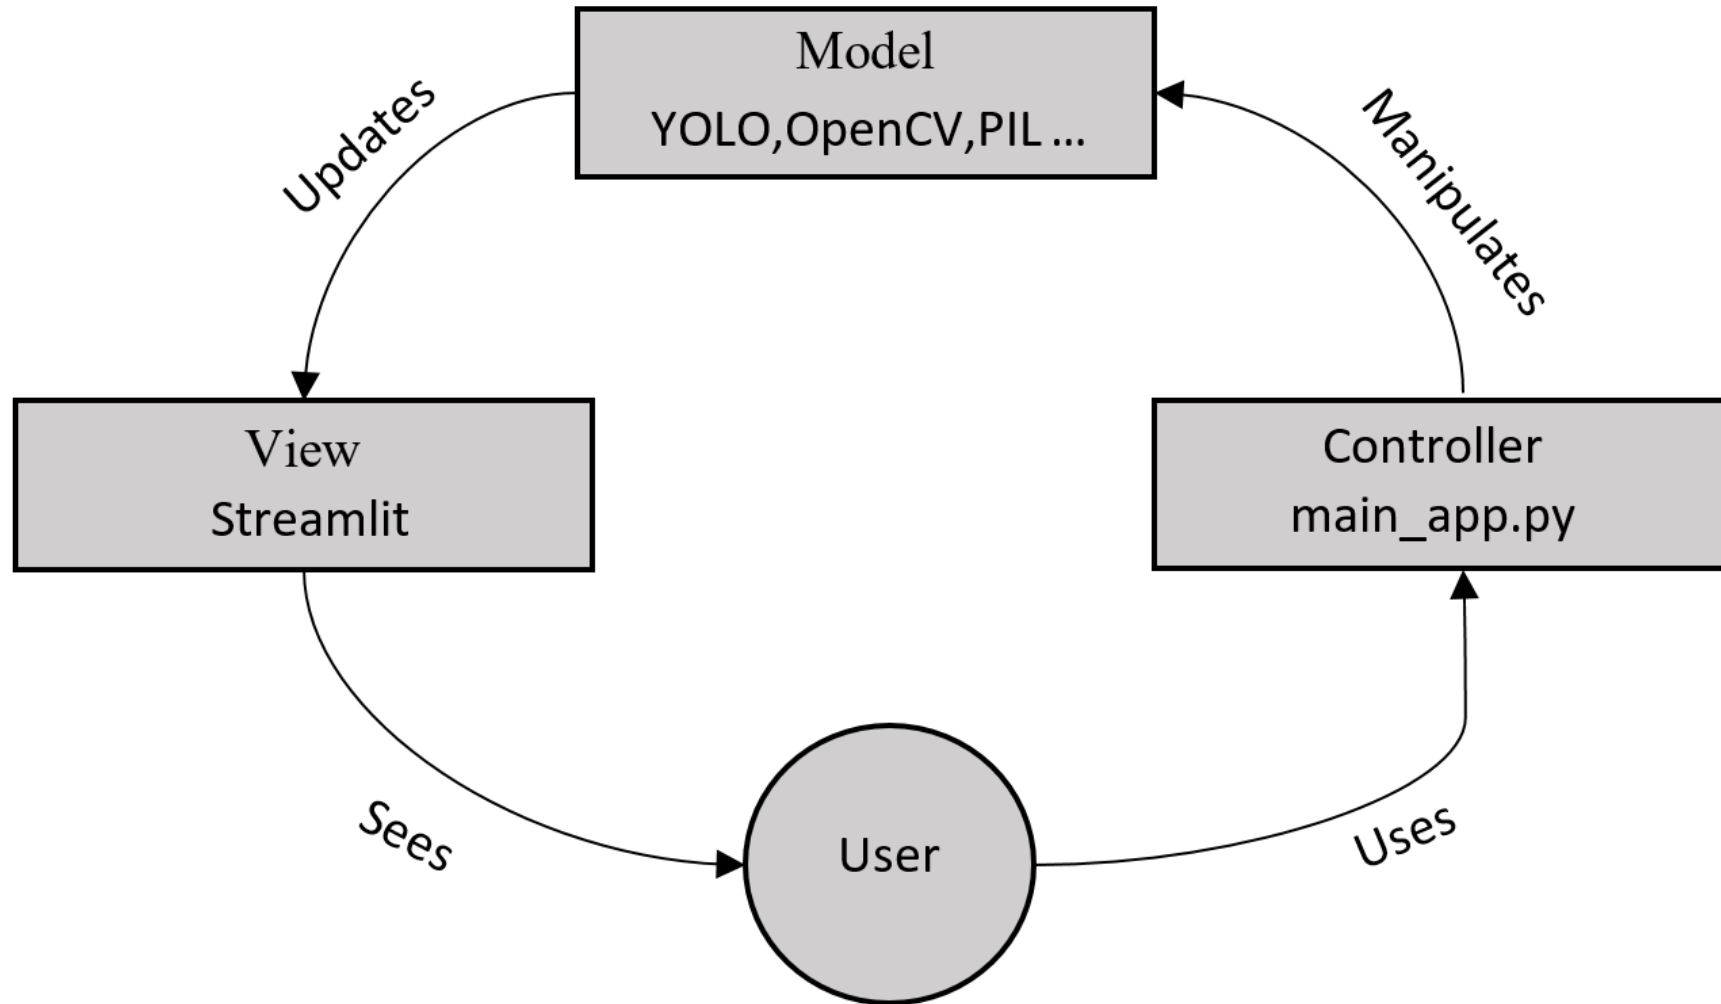 Model
YOLO,OpenCV,PIL ...
Updates
Manipulates
View
Streamlit
Controller
main_app.py
Sees
User
Uses